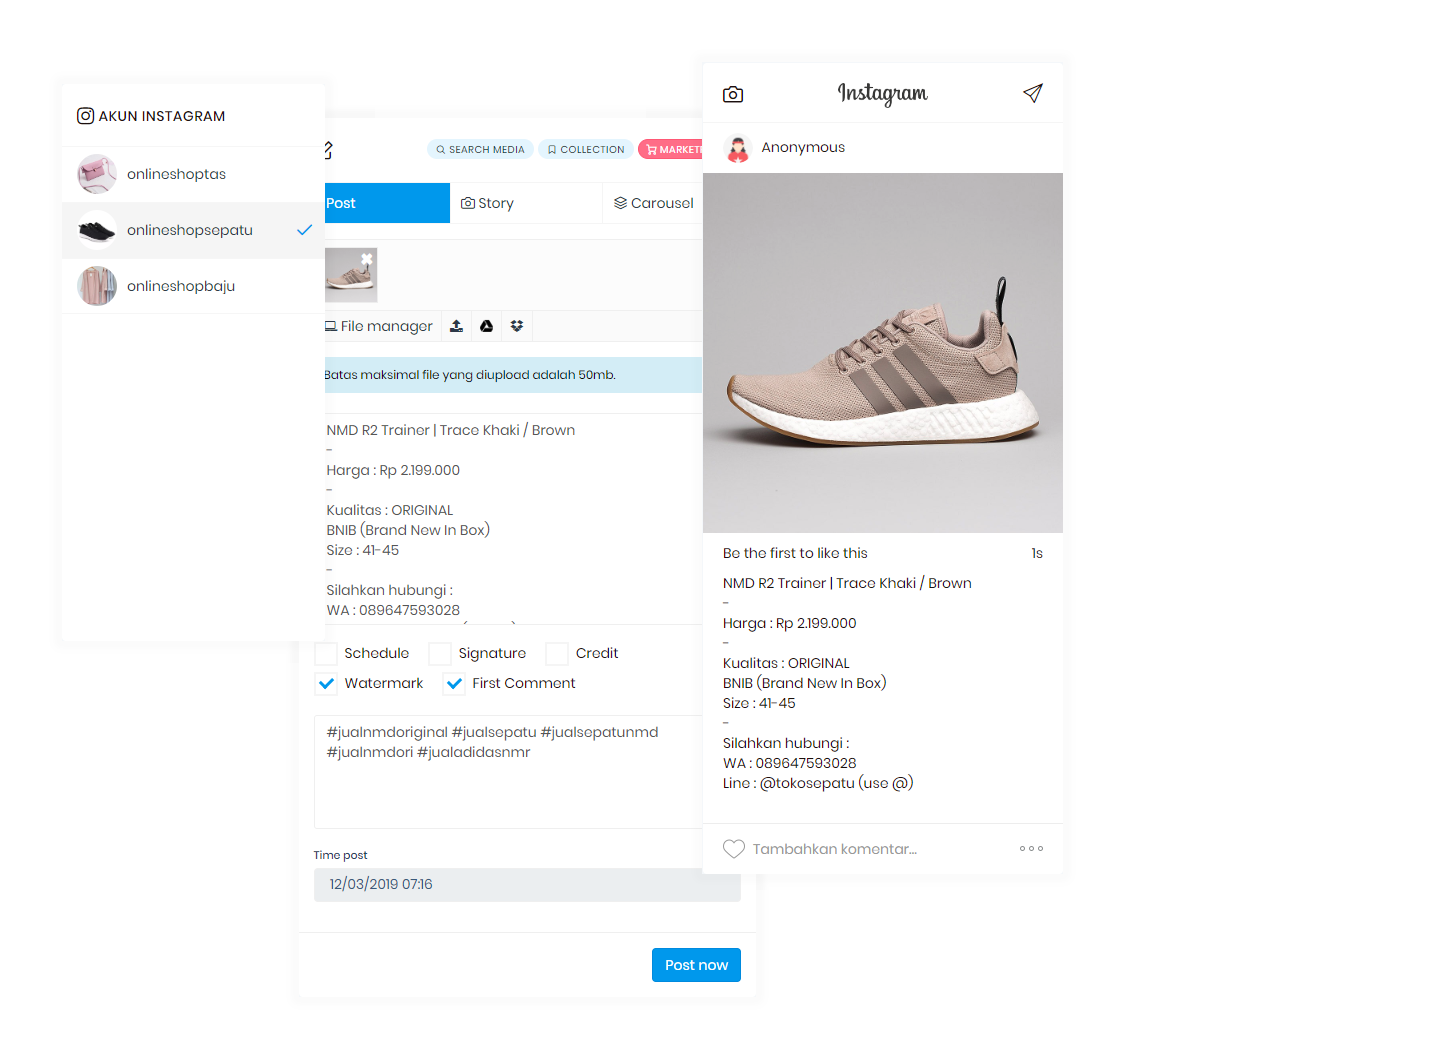 AKUN INSTAGRAM
onlineshoptas
onlineshopsepatu
onlineshopbaju
SEARCH MEDIA
COLLECTION
Post
Story
Carousel
File manager
Batas maksimal file yang diupload adalah 50mb.
NMD R2 Trainer | Trace Khaki / Brown
-
Harga : Rp 2.199.000
-
Kualitas : ORIGINAL
BNIB (Brand New In Box)
Size : 41-45
-
Silahkan hubungi :
WA : 089647593028
Schedule
Signature
Credit
Watermark
First Comment
#jualnmdoriginal #jualsepatu #jualsepatunmd
#jualnmdori #jualadidasnmr
Time post
12/03/2019 07:16
Post now
Instagram
Anonymous
Be the first to like this
1s
NMD R2 Trainer | Trace Khaki / Brown
-
Harga : Rp 2.199.000
-
Kualitas : ORIGINAL
BNIB (Brand New In Box)
Size : 41-45
-
Silahkan hubungi :
WA : 089647593028
Line : @tokosepatu (use @)
Tambahkan komentar...